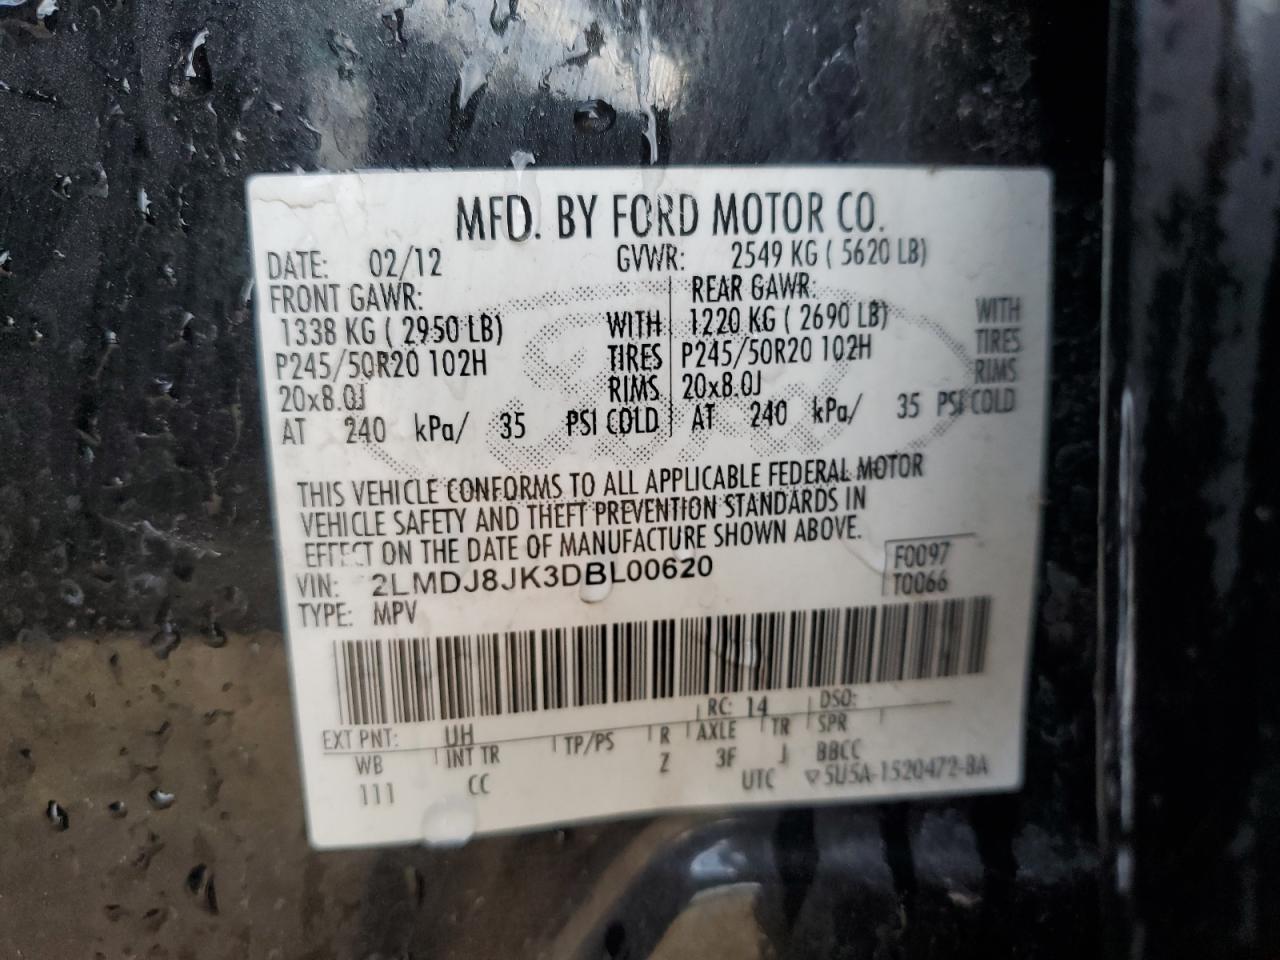 MFD. BY FORD MOTOR CO.
DATE: 02/12 GVWR: 2549 KG ( 5620 LB)
FRONT GAWR: REAR GAWR:
1338 KG ( 2950 LB) WITH 1220 KG ( 2690 LB) WITH
P245/50R20 102H TIRES P245/50R20 102H TIRES
20x8.0J RIMS 20x8.0J RIMS
AT 240 kPa/ 35 PSI COLD AT 240 kPa/ 35 PSI COLD
THIS VEHICLE CONFORMS TO ALL APPLICABLE FEDERAL MOTOR
VEHICLE SAFETY AND THEFT PREVENTION STANDARDS IN
EFFECT ON THE DATE OF MANUFACTURE SHOWN ABOVE.
VIN: 2LMDJ8JK3DBL00620 F0097
TYPE: MPV T0066
EXT PNT: UH RC: 14 DSO:
WB INT TR TP/PS R AXLE TR SPR
111 CC Z 3F J BBCC
UTC ▽5U5A-1520472-BA